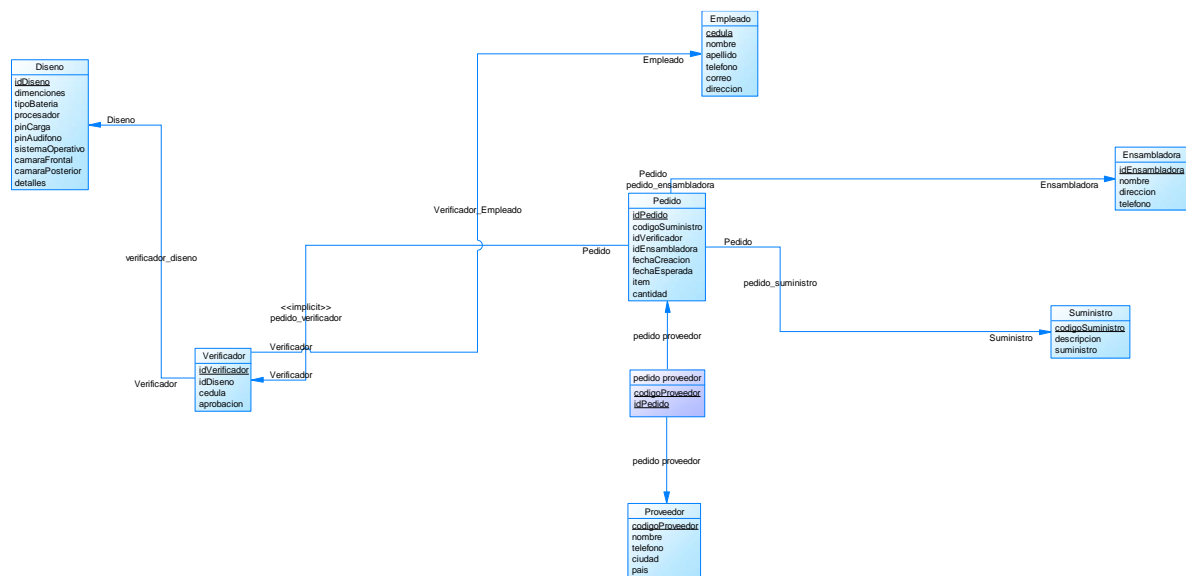 Empleado
cedula
nombre
apellido
telefono
correo
direccion
Empleado
Diseno
idDiseno
dimenciones
tipoBateria
procesador
pinCarga
pinAudifono
sistemaOperativo
camaraFrontal
camaraPosterior
detalles
Diseno
Ensambladora
idEnsambladora
nombre
direccion
telefono
Ensambladora
Pedido
pedido_ensambladora
Pedido
idPedido
codigoSuministro
idVerificador
idEnsambladora
fechaCreacion
fechaEsperada
item
cantidad
Verificador_Empleado
Pedido
Pedido
verificador_diseno
pedido_suministro
<<implicit>>
pedido_verificador
Suministro
codigoSuministro
descripcion
suministro
Suministro
pedido proveedor
Verificador
Verificador
idVerificador
idDiseno
cedula
aprobacion
Verificador
Verificador
pedido proveedor
codigoProveedor
idPedido
pedido proveedor
Proveedor
codigoProveedor
nombre
telefono
ciudad
pais